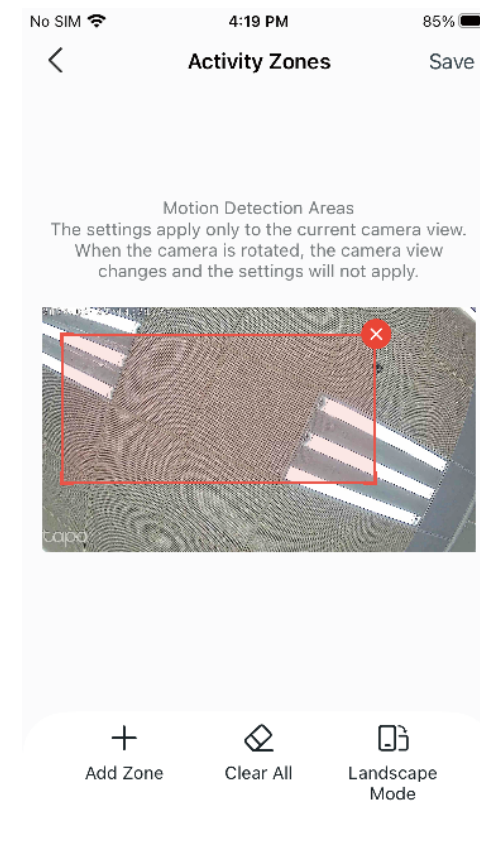 No SIM 4:19 PM 85%
Activity Zones Save
Motion Detection Areas
The settings apply only to the current camera view.
When the camera is rotated, the camera view
changes and the settings will not apply.
tapo
Add Zone Clear All Landscape
Mode